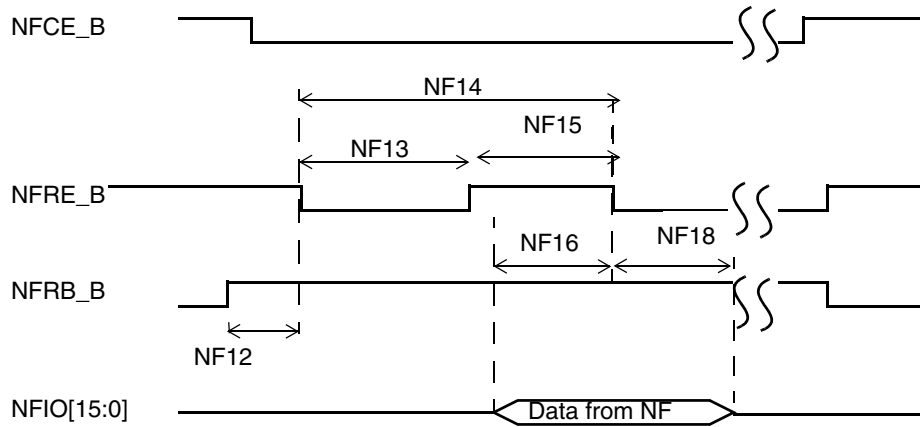 NFCE_B
NF14
NF15
NF13
NFRE_B
NF16
NF18
NFRB_B
NF12
NFIO[15:0]
Data from NF